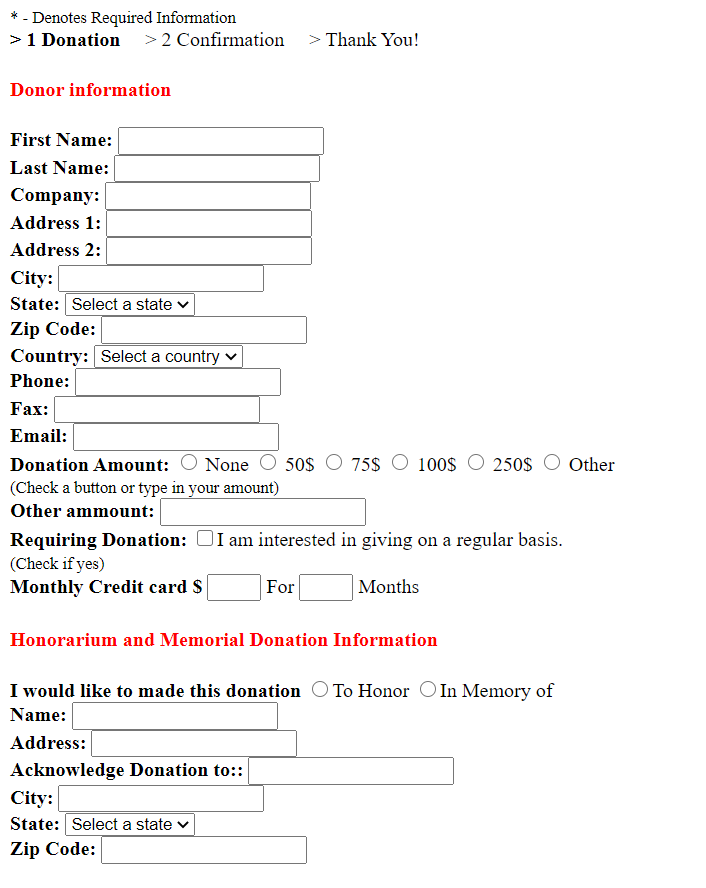 * - Denotes Required Information
> 1 Donation > 2 Confirmation > Thank You!
Donor information
First Name:
Last Name:
Company:
Address 1:
Address 2:
City:
State: Select a state
Zip Code:
Country: Select a country
Phone:
Fax:
Email:
Donation Amount: None 50$ 75$ 100$ 250$ Other
(Check a button or type in your amount)
Other ammount:
Requiring Donation: I am interested in giving on a regular basis.
(Check if yes)
Monthly Credit card $ For Months
Honorarium and Memorial Donation Information
I would like to made this donation To Honor In Memory of
Name:
Address:
Acknowledge Donation to::
City:
State: Select a state
Zip Code: